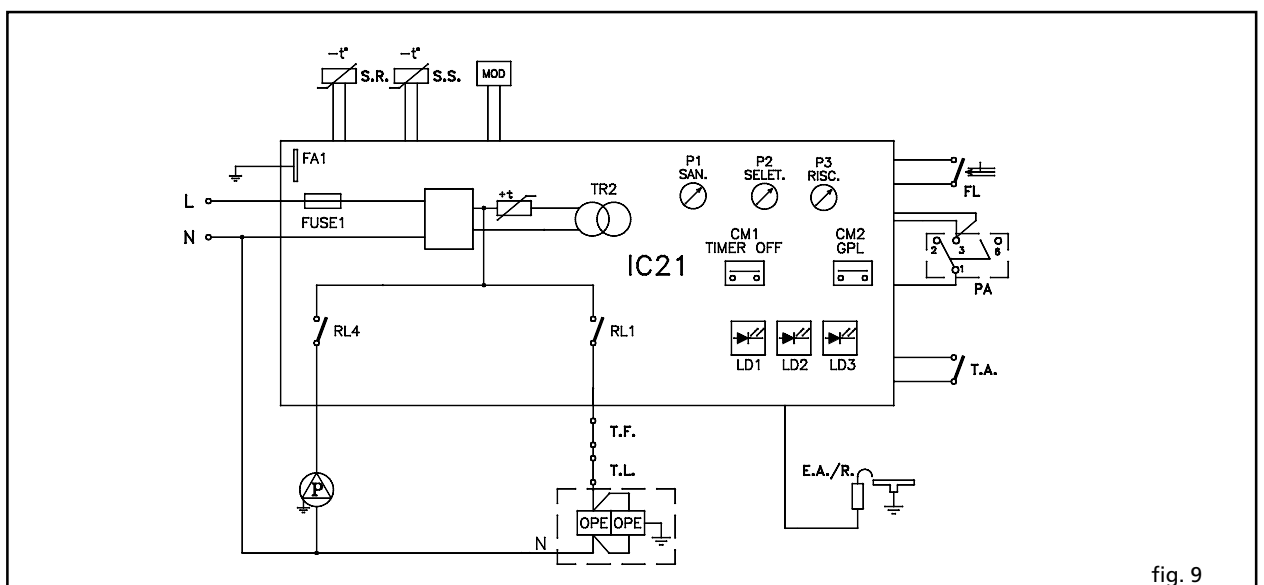 -t°
-t°
S.R.
S.S.
MOD
FA1
L
FUSE1
N
+t
TR2
P1
SAN.
P2
SELET.
P3
RISC.
FL
CM1
TIMER OFF
CM2
GPL
IC21
2
3
6
1
PA
RL4
RL1
LD1
LD2
LD3
T.A.
T.F.
T.L.
E.A./R.
P
OPE
OPE
N
fig. 9